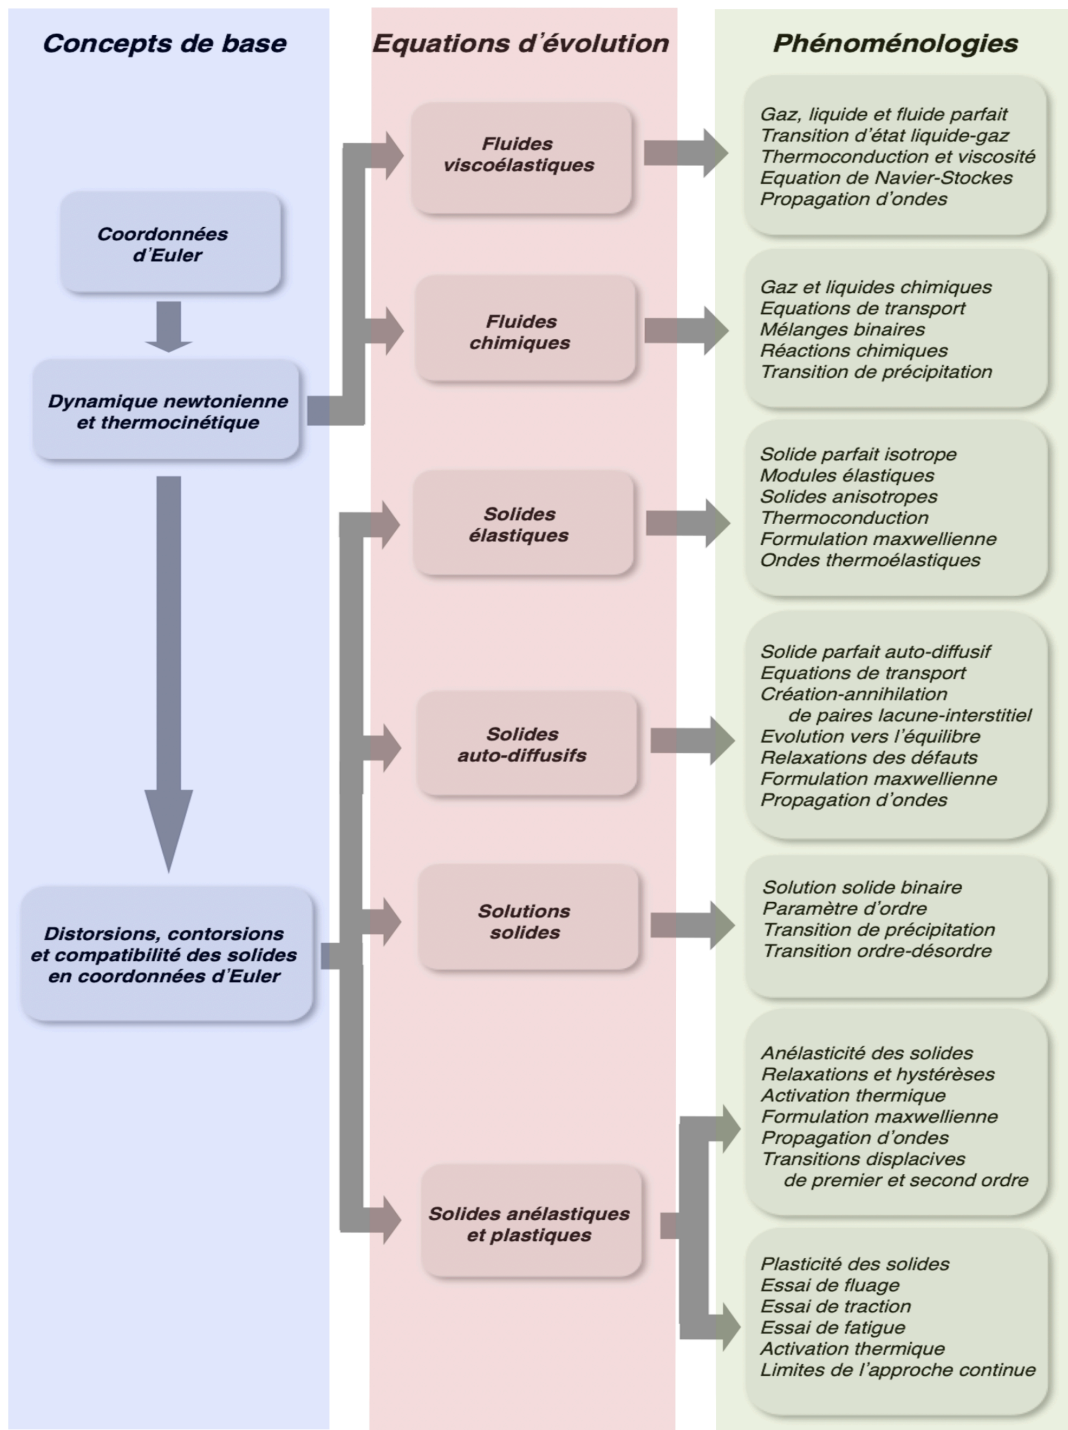 Concepts de base
Equations d'évolution
Phénoménologies
Coordonnées
d'Euler
Dynamique newtonienne
et thermocinétique
Distorsions, contorsions
et compatibilité des solides
en coordonnées d'Euler
Fluides
viscoélastiques
Fluides
chimiques
Solides
élastiques
Solides
auto-diffusifs
Solutions
solides
Solides anélastiques
et plastiques
Gaz, liquide et fluide parfait
Transition d'état liquide-gaz
Thermoconduction et viscosité
Equation de Navier-Stockes
Propagation d'ondes
Gaz et liquides chimiques
Equations de transport
Mélanges binaires
Réactions chimiques
Transition de précipitation
Solide parfait isotrope
Modules élastiques
Solides anisotropes
Thermoconduction
Formulation maxwellienne
Ondes thermoélastiques
Solide parfait auto-diffusif
Equations de transport
Création-annihilation
de paires lacune-interstitiel
Evolution vers l'équilibre
Relaxations des défauts
Formulation maxwellienne
Propagation d'ondes
Solution solide binaire
Paramètre d'ordre
Transition de précipitation
Transition ordre-désordre
Anélasticité des solides
Relaxations et hystérèses
Activation thermique
Formulation maxwellienne
Propagation d'ondes
Transitions displacives
de premier et second ordre
Plasticité des solides
Essai de fluage
Essai de traction
Essai de fatigue
Activation thermique
Limites de l'approche continue